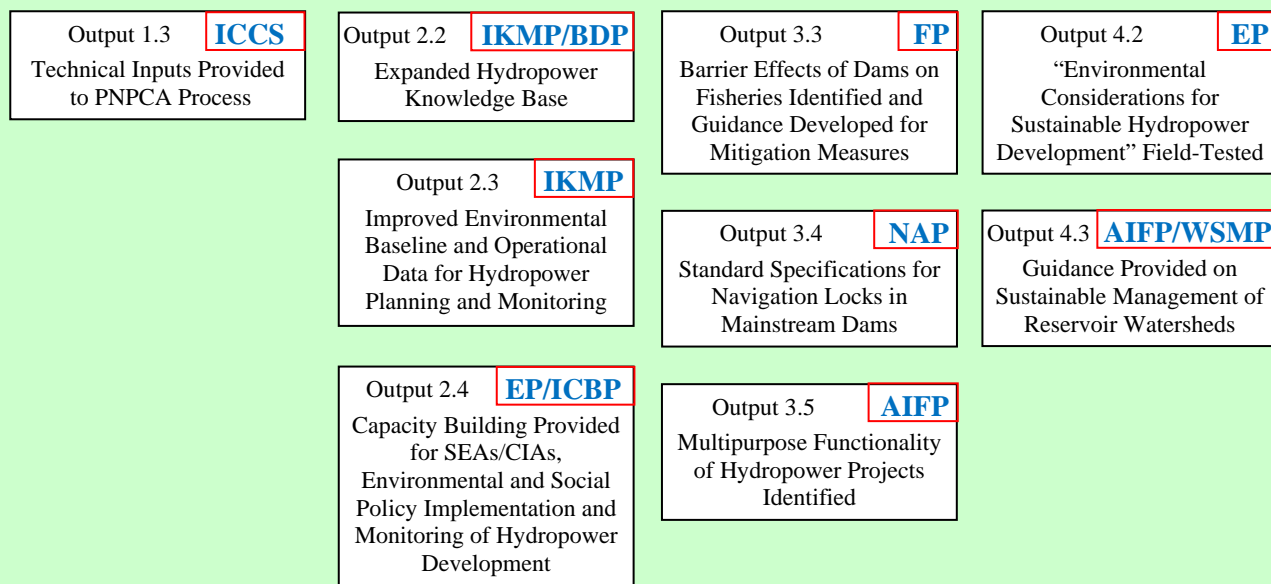 Output 1.3 ICCS
Technical Inputs Provided
to PNPCA Process
Output 2.2 IKMP/BDP
Expanded Hydropower
Knowledge Base
Output 2.3 IKMP
Improved Environmental
Baseline and Operational
Data for Hydropower
Planning and Monitoring
Output 2.4 EP/ICBP
Capacity Building Provided
for SEAs/CIAs,
Environmental and Social
Policy Implementation and
Monitoring of Hydropower
Development
Output 3.3 FP
Barrier Effects of Dams on
Fisheries Identified and
Guidance Developed for
Mitigation Measures
Output 3.4 NAP
Standard Specifications for
Navigation Locks in
Mainstream Dams
Output 3.5 AIFP
Multipurpose Functionality
of Hydropower Projects
Identified
Output 4.2 EP
“Environmental
Considerations for
Sustainable Hydropower
Development” Field-Tested
Output 4.3 AIFP/WSMP
Guidance Provided on
Sustainable Management of
Reservoir Watersheds